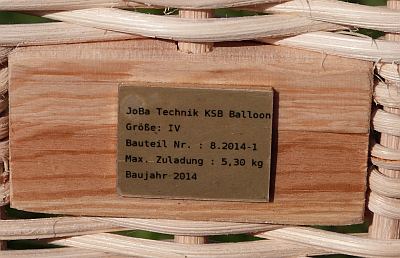 JoBa Technik KSB Balloon
Größe: IV
Bauteil Nr. : 8.2014-1
Max. Zuladung : 5,30 kg
Baujahr 2014